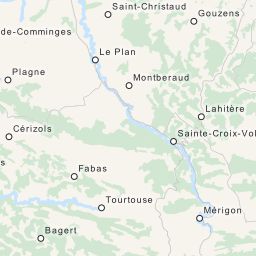 Saint-Christaud
Gouzens
de-Comminges
Le Plan
Plagne
Montberaud
Lahitère
Cérizols
Sainte-Croix-Vol
Fabas
Tourtouse
Mérigon
Bagert